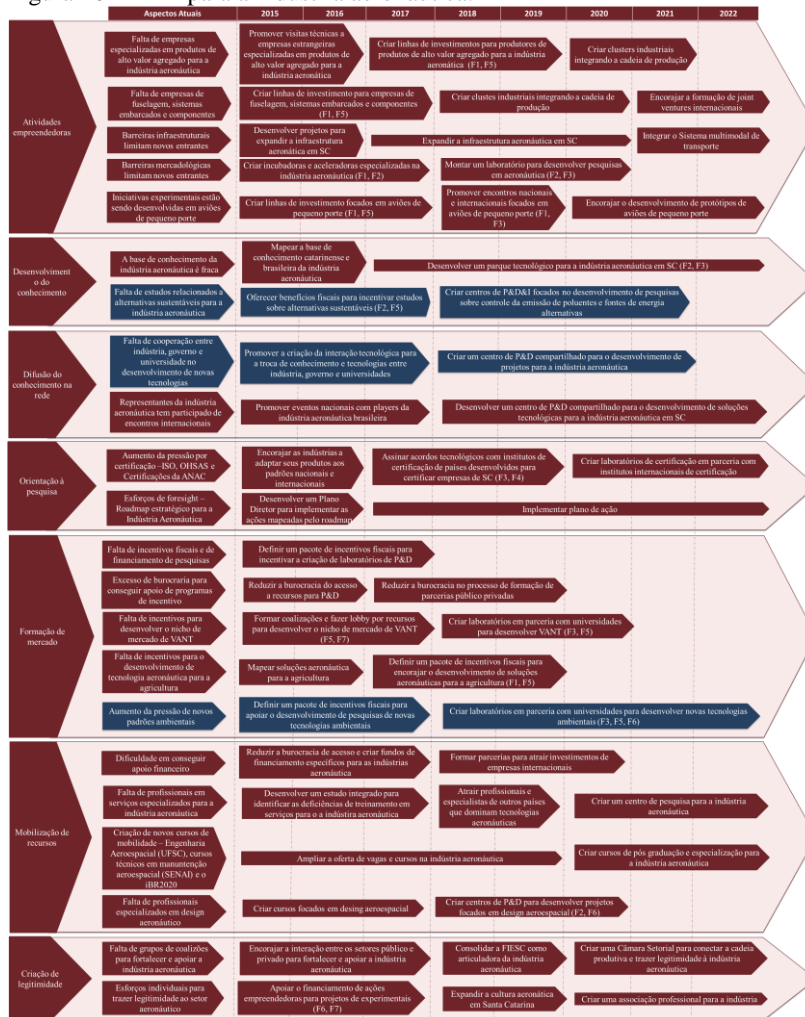 Aspectos Atuais 2015 2016 2017 2018 2019 2020 2021 2022
Atividades
empreendedoras
Falta de empresas
especializadas em produtos de
alto valor agregado para a
indústria aeronáutica
Promover visitas técnicas a
empresas estrangeiras
especializadas em produtos de
alto valor agregado para a
indústria aeronática
Criar linhas de investimentos para produtores de
produtos de alto valor agregado para a indústria
aeronática (F1, F5)
Criar clusters industriais
integrando a cadeia de produção
Falta de empresas de
fuselagem, sistemas
embarcados e componentes
Criar linhas de investimento para empresas de
fuselagem, sistemas embarcados e componentes
(F1, F5)
Criar clustes industriais integrando a cadeia de
produção
Encorajar a formação de joint
ventures internacionais
Barreiras infraestruturais
limitam novos entrantes
Desenvolver projetos para
expandir a infraestrutura
aeronática em SC
Expandir a infraestrutura aeronáutica em SC
Integrar o Sistema multimodal de
transporte
Barreiras mercadológicas
limitam novos entrantes
Criar incubadoras e aceleradoras especializadas na
indústria aeronáutica (F1, F2)
Montar um laboratório para desenvolver pesquisas
em aeronáutica (F2, F3)
Iniciativas experimentais estão
sendo desenvolvidas em aviões
de pequeno porte
Criar linhas de investimento focados em aviões de
pequeno porte (F1, F5)
Promover encontros nacionais
e internacionais focados em
aviões de pequeno porte (F1,
F3)
Encorajar o desenvolvimento de protótipos de
aviões de pequeno porte
Desenvolviment
o do
conhecimento
A base de conhecimento da
indústria aeronáutica é fraca
Mapear a base de
conhecimento catarinense e
brasileira da indústria
aeronáutica
Desenvolver um parque tecnológico para a indústria aeronáutica em SC (F2, F3)
Falta de estudos relacionados a
alternativas sustentáveis para a
indústria aeronáutica
Oferecer benefícios fiscais para incentivar estudos
sobre alternativas sustentáveis (F2, F5)
Criar centros de P&D&I focados no desenvolvimento de pesquisas
sobre controle da emissão de poluentes e fontes de energia
alternativas
Difusão do
conhecimento na
rede
Falta de cooperação entre
indústria, governo e
universidade no
desenvolvimento de novas
tecnologias
Promover a criação da interação tecnológica para
a troca de conhecimento e tecnologias entre
indústria, governo e universidades
Criar um centro de P&D compartilhado para o desenvolvimento de
projetos para a indústria aeronáutica
Representantes da indústria
aeronáutica tem participado de
encontros internacionais
Promover eventos nacionais com players da
indústria aeronáutica brasileira
Desenvolver um centro de P&D compartilhado para o desenvolvimento de soluções
tecnológicas para a indústria aeronáutica em SC
Orientação à
pesquisa
Aumento da pressão por
certificação –ISO, OHSAS e
Certificações da ANAC
Encorajar as indústrias a
adaptar seus produtos aos
padrões nacionais e
internacionais
Assinar acordos tecnológicos com institutos de
certificação de países desenvolvidos para
certificar empresas de SC (F3, F4)
Criar laboratórios de certificação em parceria com
institutos internacionais de certificação
Esforços de foresight –
Roadmap estratégico para a
Indústria Aeronáutica
Desenvolver um Plano
Diretor para implementar as
ações mapeadas pelo roadmap
Implementar plano de ação
Formação de
mercado
Falta de incentivos fiscais e de
financiamento de pesquisas
Definir um pacote de incentivos fiscais para
incentivar a criação de laboratórios de P&D
Excesso de burocraria para
conseguir apoio de programas
de incentivo
Reduzir a burocracia do acesso
a recursos para P&D
Reduzir a burocracia no processo de formação de
parcerias público privadas
Falta de incentivos para
desenvolver o nicho de
mercado de VANT
Formar coalizações e fazer lobby por recursos
para desenvolver o nicho de mercado de VANT
(F5, F7)
Criar laboratórios em parceria com universidades
para desenvolver VANT (F3, F5)
Falta de incentivos para o
desenvolvimento de
tecnologia aeronáutica para a
agricultura
Mapear soluções aeronáutica
para a agricultura
Definir um pacote de incentivos fiscais para
encorajar o desenvolvimento de soluções
aeronáuticas para a agricultura (F1, F5)
Aumento da pressão de novos
padrões ambientais
Definir um pacote de incentivos fiscais para
apoiar o desenvolvimento de pesquisas de novas
tecnologias ambientais
Criar laboratórios em parceria com universidades para desenvolver novas tecnologias
ambientais (F3, F5, F6)
Mobilização de
recursos
Dificuldade em conseguir
apoio financeiro
Reduzir a burocracia de acesso e criar fundos de
financiamento específicos para as indústrias
aeronáutica
Formar parcerias para atrair investimentos de
empresas internacionais
Falta de profissionais em
serviços especializados para a
indústria aeronáutica
Desenvolver um estudo integrado para
identificar as deficiências de treinamento em
serviços para o a indústira aeronáutica
Atrair profissionais e
especialistas de outros países
que dominam tecnologias
aeronáuticas
Criar um centro de pesquisa para a indústria
aeronáutica
Criação de novos cursos de
mobilidade – Engenharia
Aeroespacial (UFSC), cursos
técnicos em manuntenção
aeroespacial (SENAI) e o
iBR2020
Ampliar a oferta de vagas e cursos na indústria aeronáutica
Criar cursos de pós graduação e especialização para
a indústria aeronáutica
Falta de profissionais
especializados em design
aeronáutico
Criar cursos focados em desing aeroespacial
Criar centros de P&D para desenvolver projetos
focados em design aeroespacial (F2, F6)
Criação de
legitimidade
Falta de grupos de coalizões
para fortalecer e apoiar a
indústria aeronáutica
Encorajar a interação entre os setores público e
privado para fortalecer e apoiar a indústria
aeronáutica
Consolidar a FIESC como
articuladora da indústria
aeronáutica
Criar uma Câmara Setorial para conectar a cadeia
produtiva e trazer legitimidade à indústria
aeronáutica
Esforços individuais para
trazer legitimidade ao setor
aeronáutico
Apoiar o financiamento de ações
empreendedoras para projetos de experimentais
(F6, F7)
Expandir a cultura aeronática
em Santa Catarina
Criar uma associação professional para a indústria